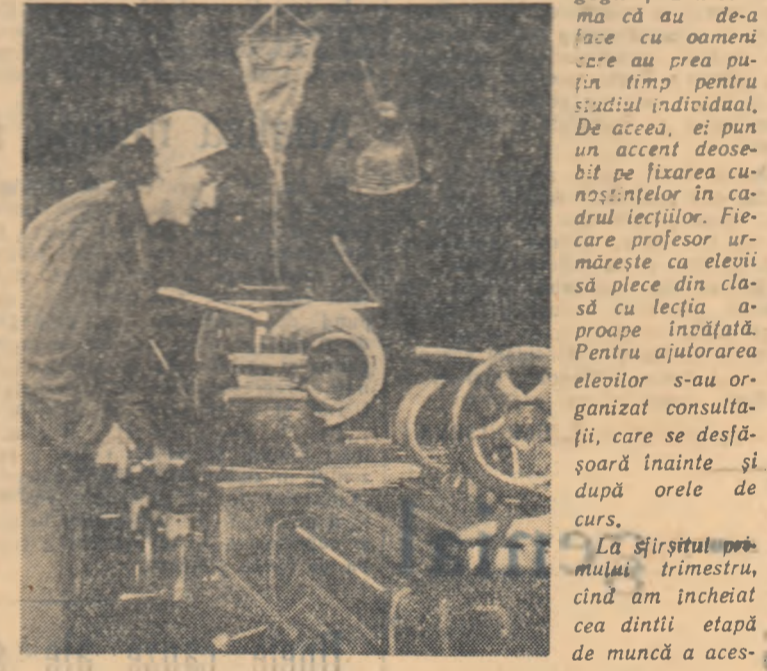 ma că au de-a
face cu oameni
care au prea pu-
țin timp pentru
studiul individual.
De aceea, ei pun
un accent deose-
bit pe fixarea cu-
noștințelor în ca-
drul lecțiilor. Fie-
care profesor ur-
mărește ca elevii
să plece din cla-
să cu lecția a-
proape învățată.
Pentru ajutorarea
elevilor s-au or-
ganizat consulta-
ții, care se desfă-
șoară înainte și
după orele de
curs.
La sfîrșitul pri-
mului trimestru,
cînd am încheiat
cea dintîi etapă
de muncă a aces-